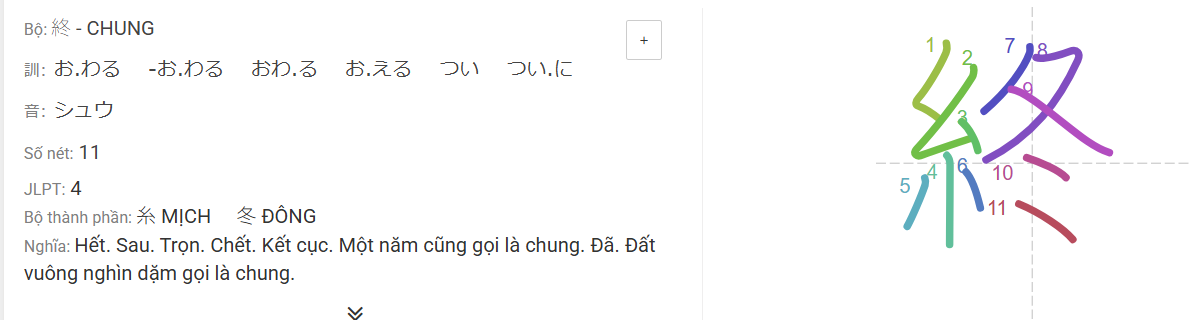 Bộ: 終 - CHUNG
+
訓: お.わる -お.わる おわ.る お.える つい つい.に
音: シュウ
Số nét: 11
JLPT: 4
Bộ thành phần: 糸 MỊCH 冬 ĐÔNG
Nghĩa: Hết. Sau. Trọn. Chết. Kết cục. Một năm cũng gọi là chung. Đã. Đất
vuông nghìn dặm gọi là chung.
終
1 2 3 4 5 6 7 8 9 10 11